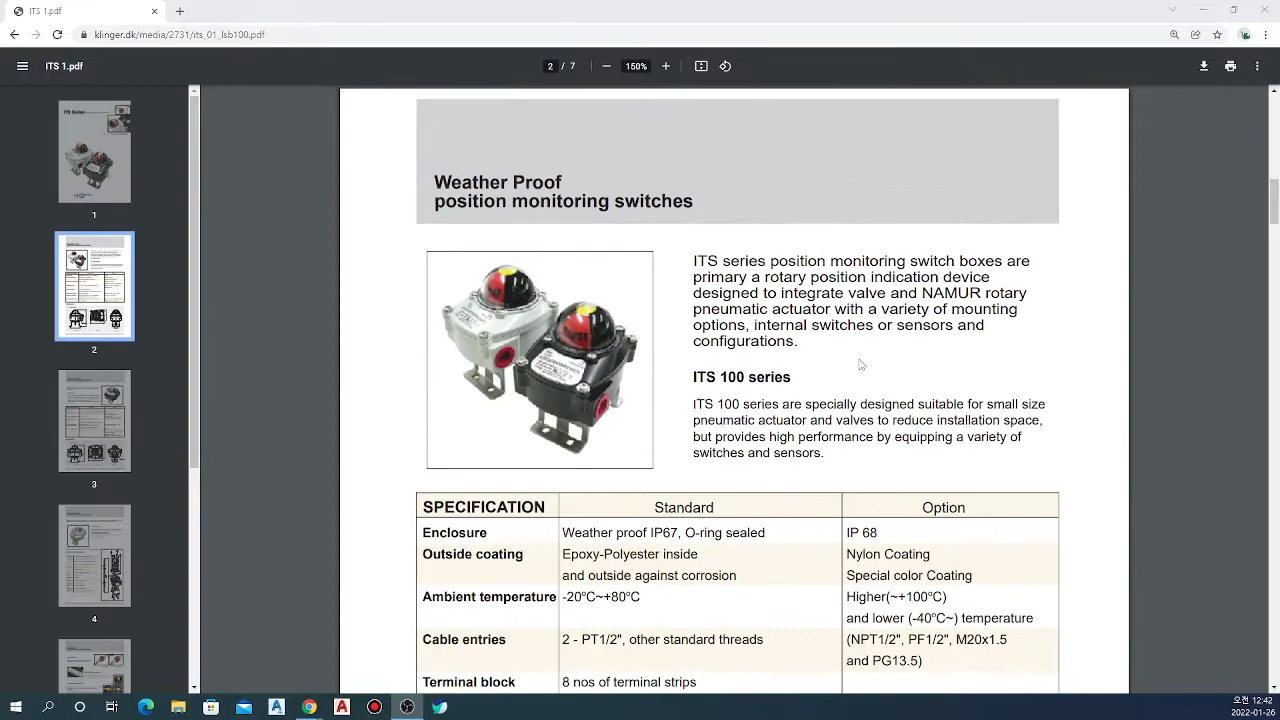 ITS 1.pdf
klinger.dk/media/2731/its_01_lsb100.pdf
ITS 1.pdf
2 / 7
150%
ITS Series
1
2
3
4
Weather Proof
position monitoring switches
ITS series position monitoring switch boxes are
primary a rotary position indication device
designed to integrate valve and NAMUR rotary
pneumatic actuator with a variety of mounting
options, internal switches or sensors and
configurations.
ITS 100 series
ITS 100 series are specially designed suitable for small size
pneumatic actuator and valves to reduce installation space,
but provides high performance by equipping a variety of
switches and sensors.
SPECIFICATION Standard Option
Enclosure Weather proof IP67, O-ring sealed IP 68
Outside coating Epoxy-Polyester inside Nylon Coating
and outside against corrosion Special color Coating
Ambient temperature -20°C~+80°C Higher(~+100°C)
and lower (-40°C~) temperature
Cable entries 2 - PT1/2", other standard threads (NPT1/2", PF1/2", M20x1.5
and PG13.5)
Terminal block 8 nos of terminal strips
오전 12:42
2022-01-26